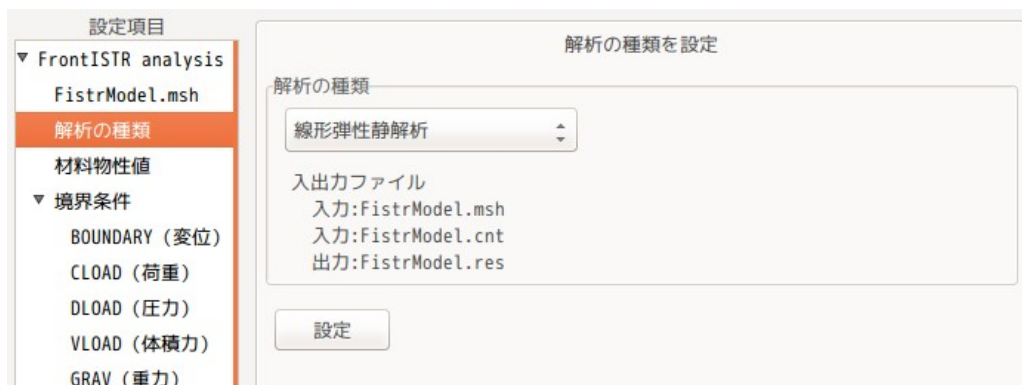 設定項目
▼ FrontISTR analysis
FistrModel.msh
解析の種類
材料物性値
▼ 境界条件
BOUNDARY (変位)
CLOAD (荷重)
DLOAD (圧力)
VLOAD (体積力)
GRAV (重力)
解析の種類を設定
解析の種類
線形弾性静解析
入出力ファイル
入力:FistrModel.msh
入力:FistrModel.cnt
出力:FistrModel.res
設定